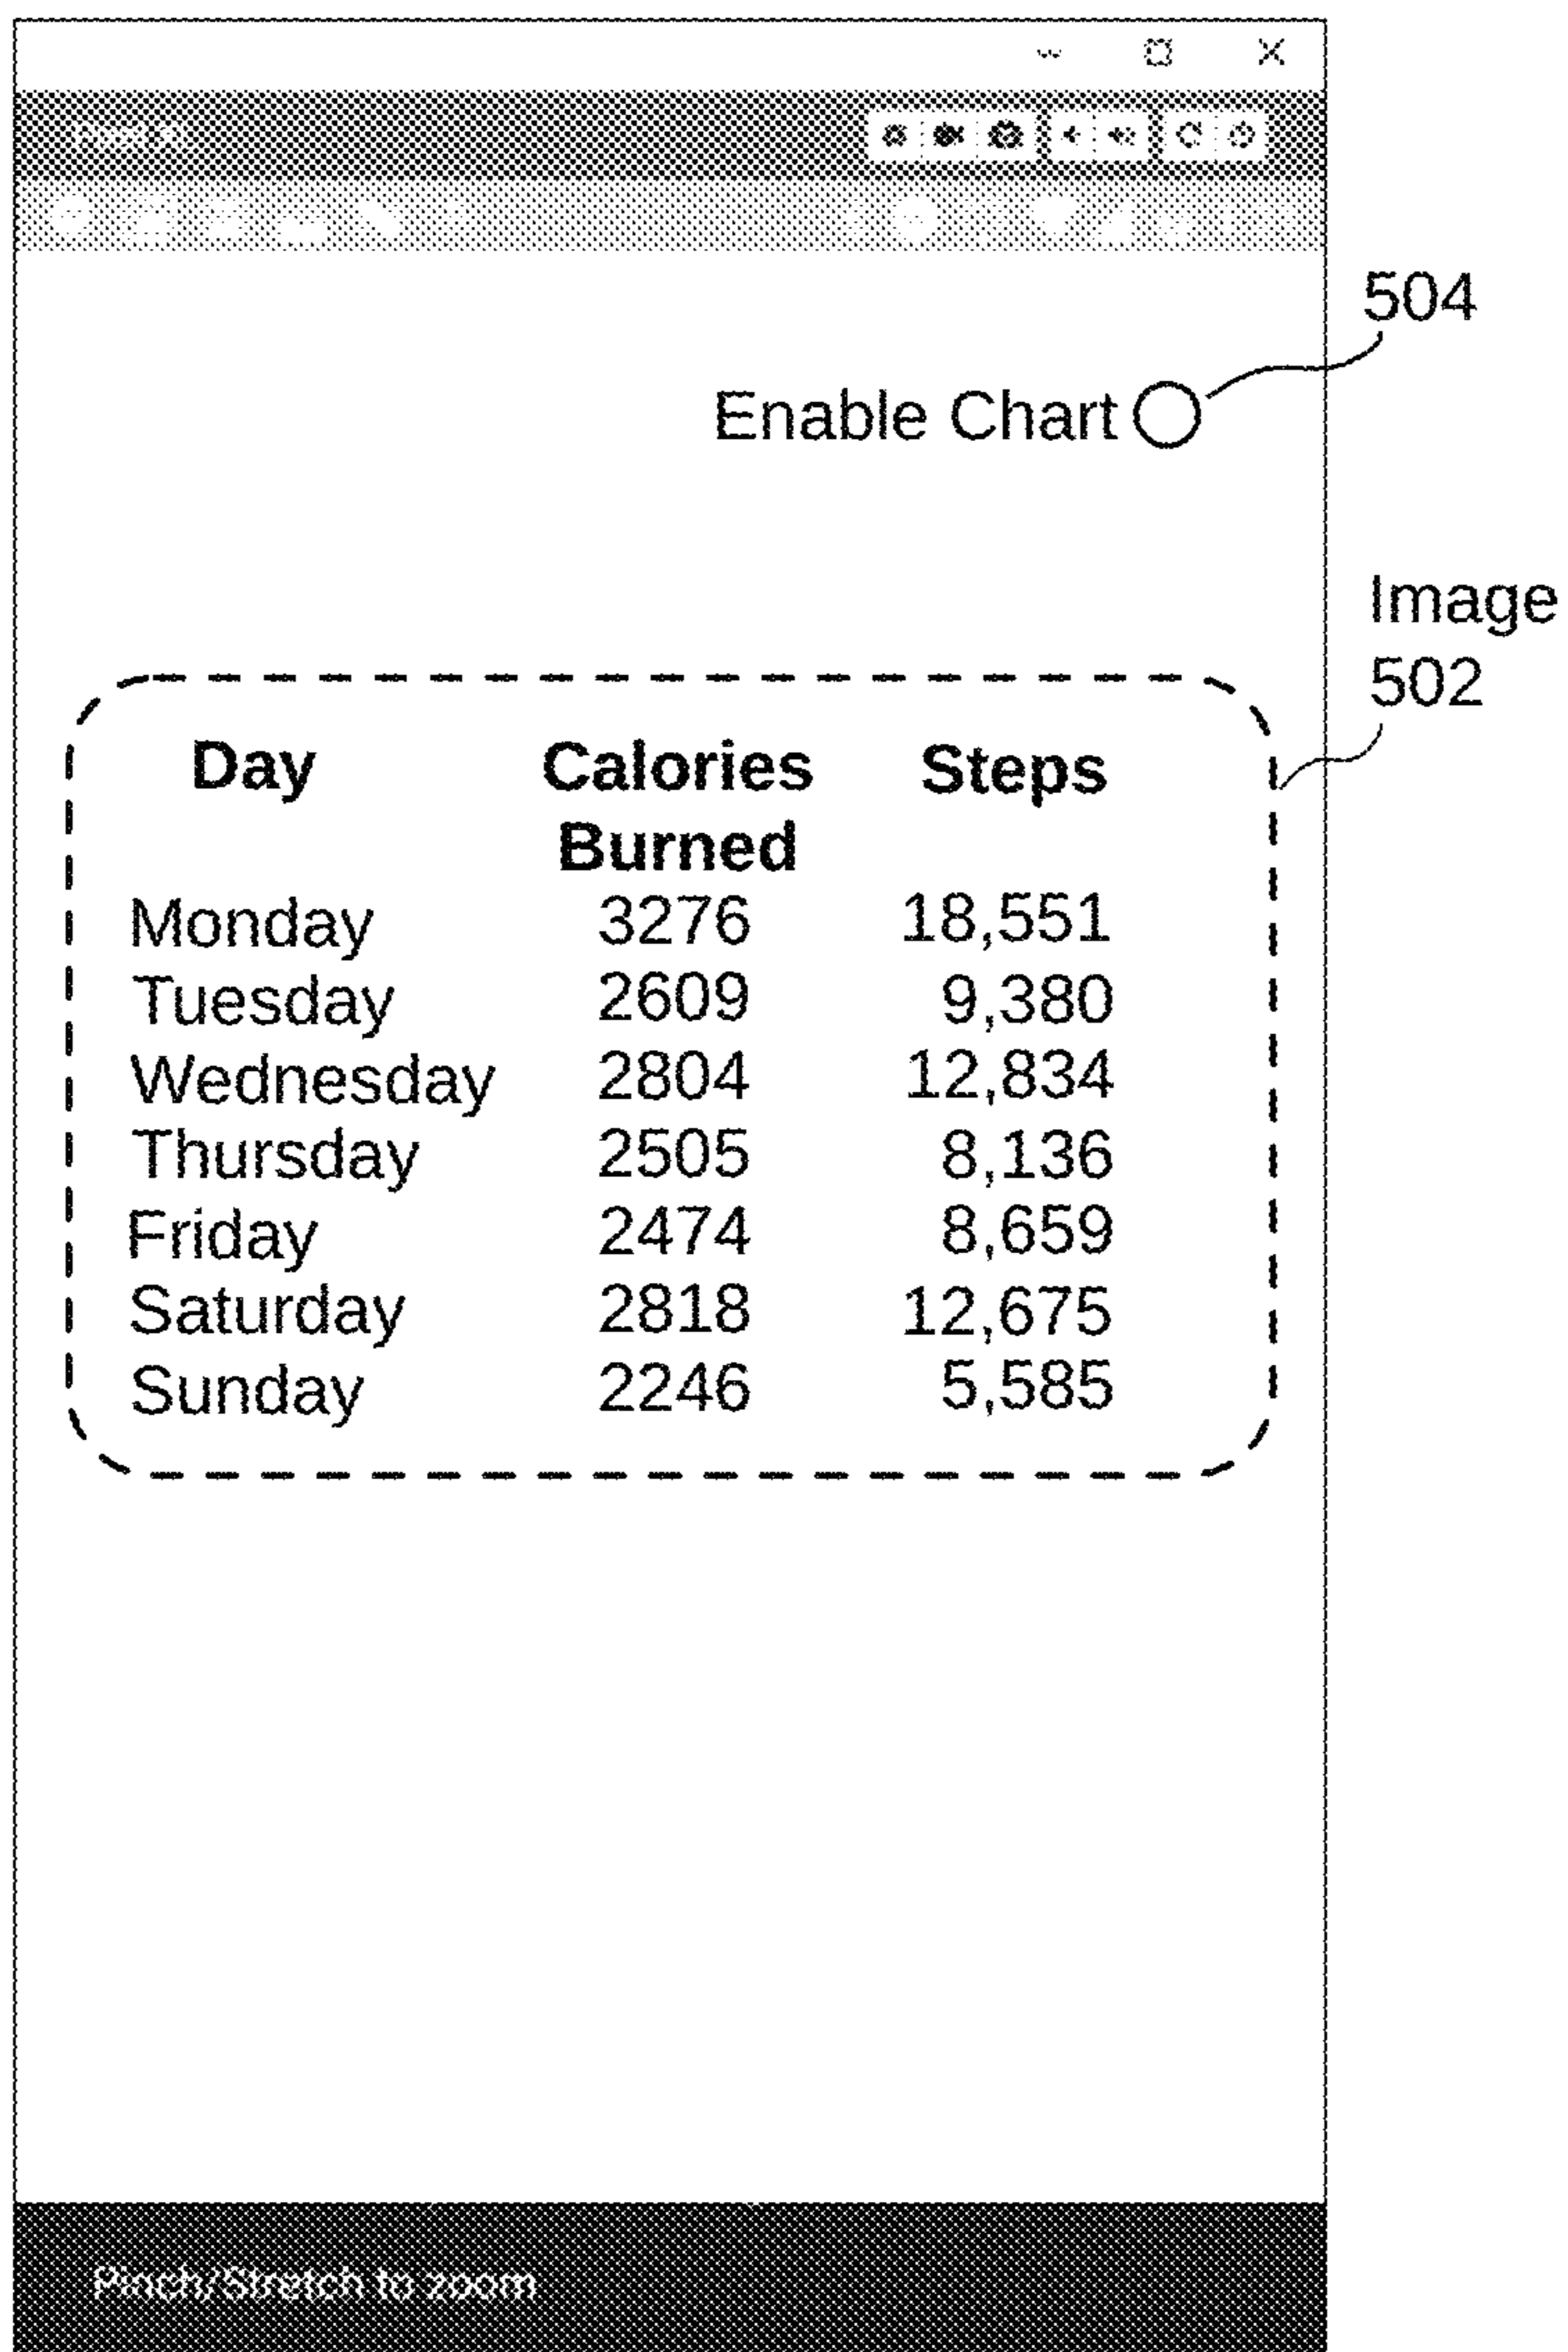 504
Enable Chart
Image
502
Day Calories Steps
Burned
Monday 3276 18,551
Tuesday 2609 9,380
Wednesday 2804 12,834
Thursday 2505 8,136
Friday 2474 8,659
Saturday 2818 12,675
Sunday 2246 5,585
Pinch/Stretch to zoom